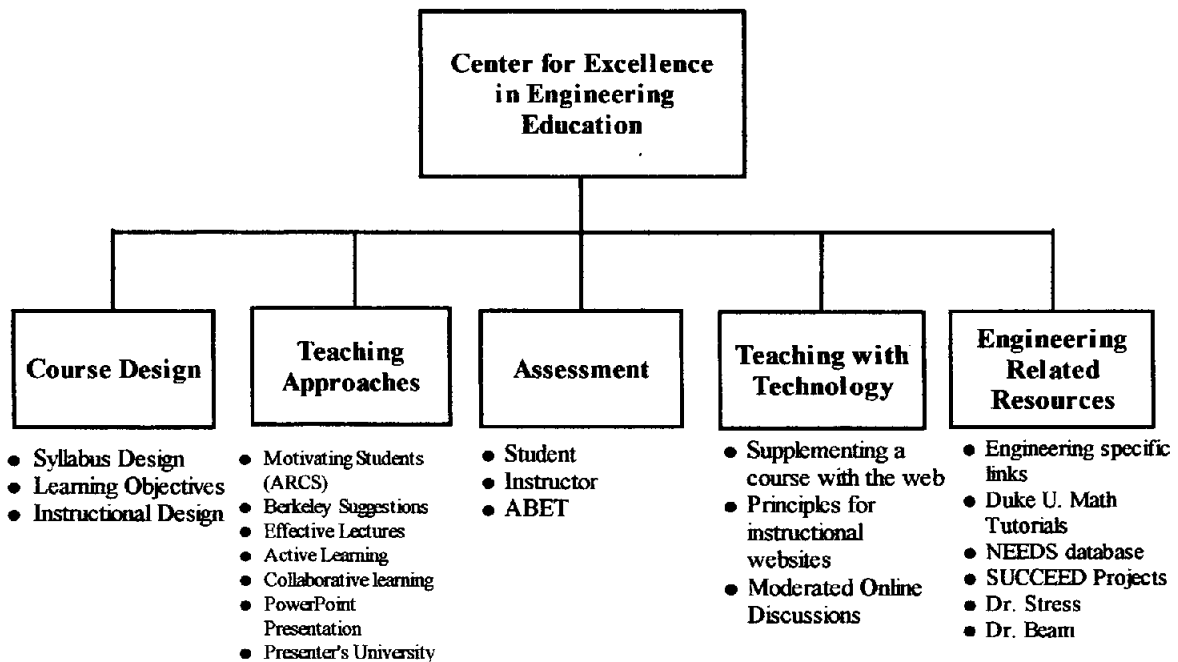 Center for Excellence
in Engineering
Education
Course Design
Teaching
Approaches
Assessment
Teaching with
Technology
Engineering
Related
Resources
● Syllabus Design
● Learning Objectives
● Instructional Design
● Motivating Students
(ARCS)
● Berkeley Suggestions
● Effective Lectures
● Active Learning
● Collaborative learning
● PowerPoint
Presentation
● Presenter's University
● Student
● Instructor
● ABET
● Supplementing a
course with the web
● Principles for
instructional
websites
● Moderated Online
Discussions
● Engineering specific
links
● Duke U. Math
Tutorials
● NEEDS database
● SUCCEED Projects
● Dr. Stress
● Dr. Beam